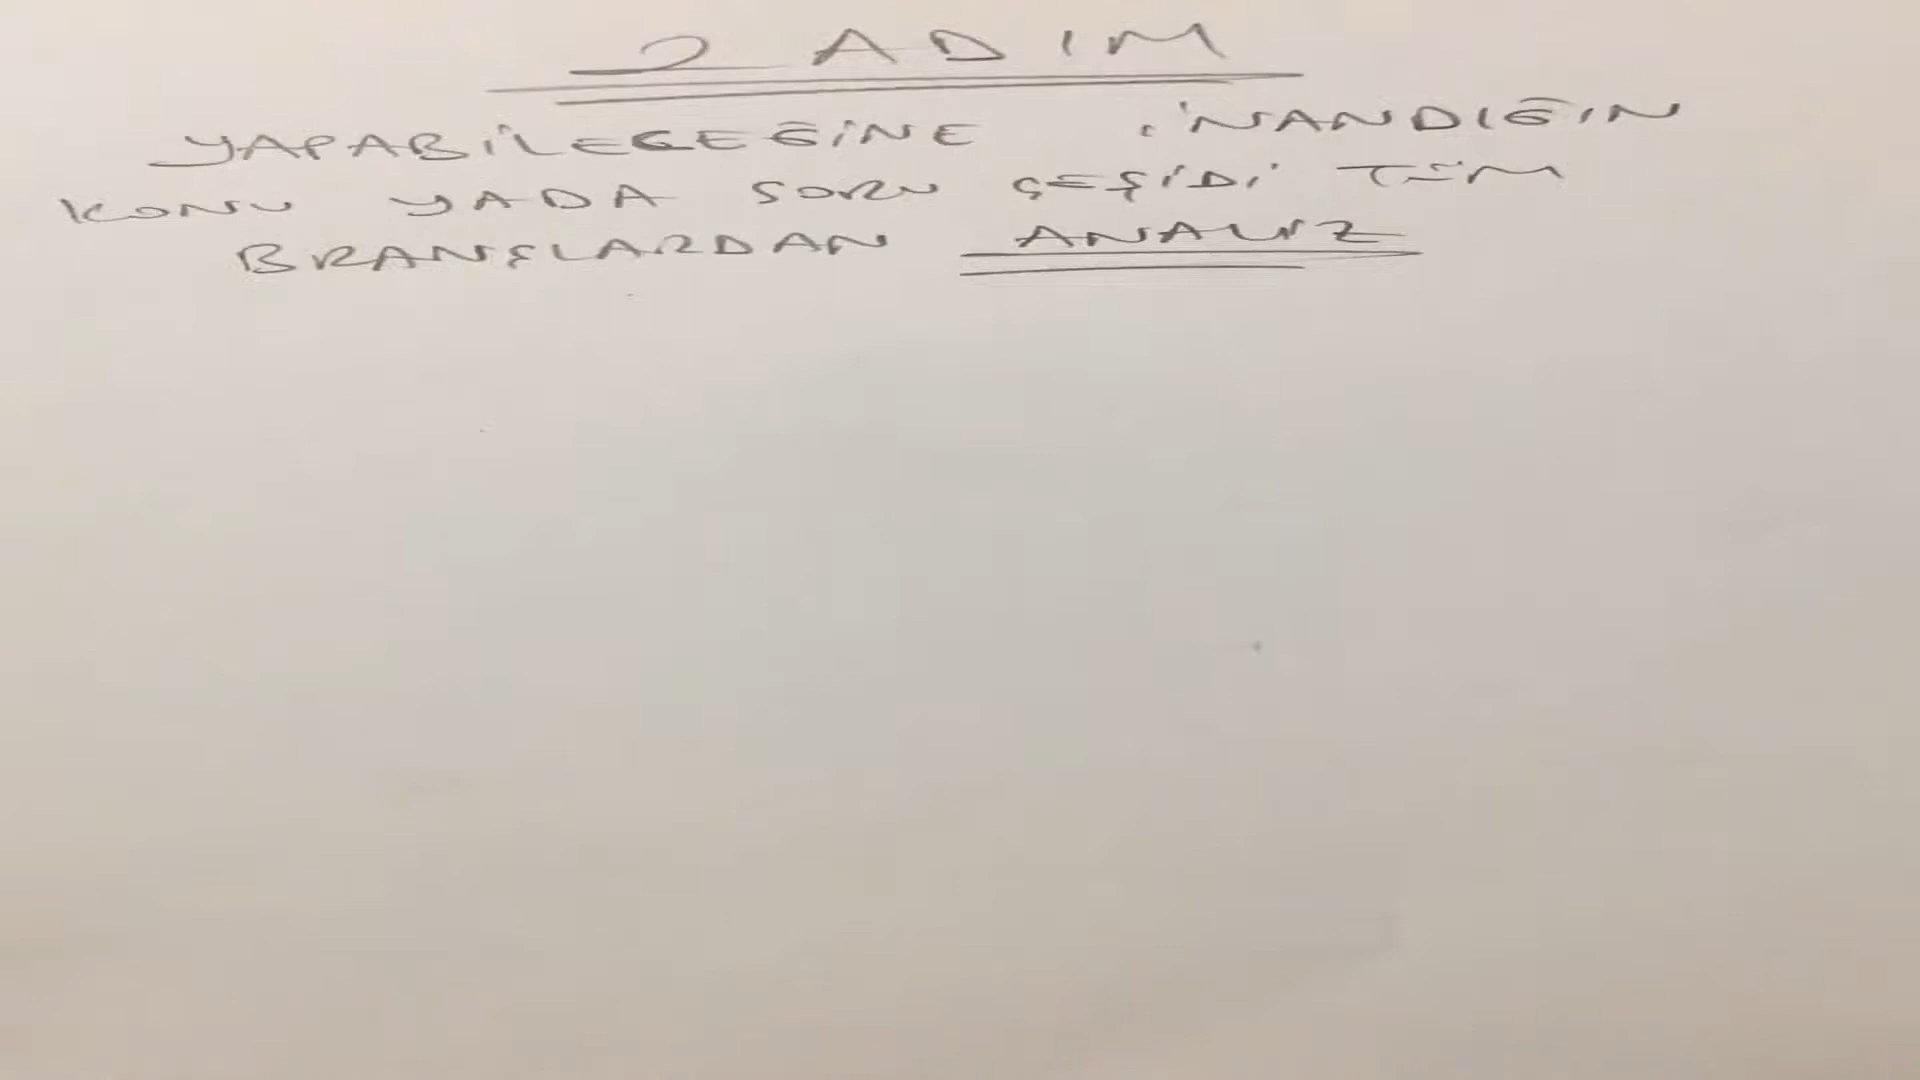 2 ADIM
YAPABİLECEĞİNE İNANDIĞIN
KONU YADA SORU ÇEŞİDİ TÜM
BRANŞLARDAN ANALİZ